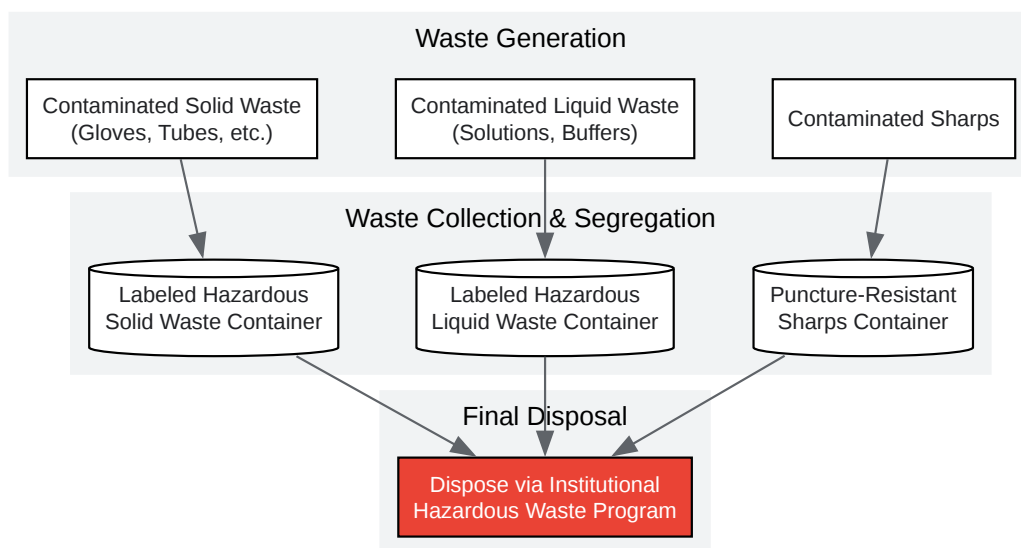 Waste Generation
Contaminated Solid Waste
(Gloves, Tubes, etc.)
Contaminated Liquid Waste
(Solutions, Buffers)
Contaminated Sharps
Waste Collection & Segregation
Labeled Hazardous
Solid Waste Container
Labeled Hazardous
Liquid Waste Container
Puncture-Resistant
Sharps Container
Final Disposal
Dispose via Institutional
Hazardous Waste Program